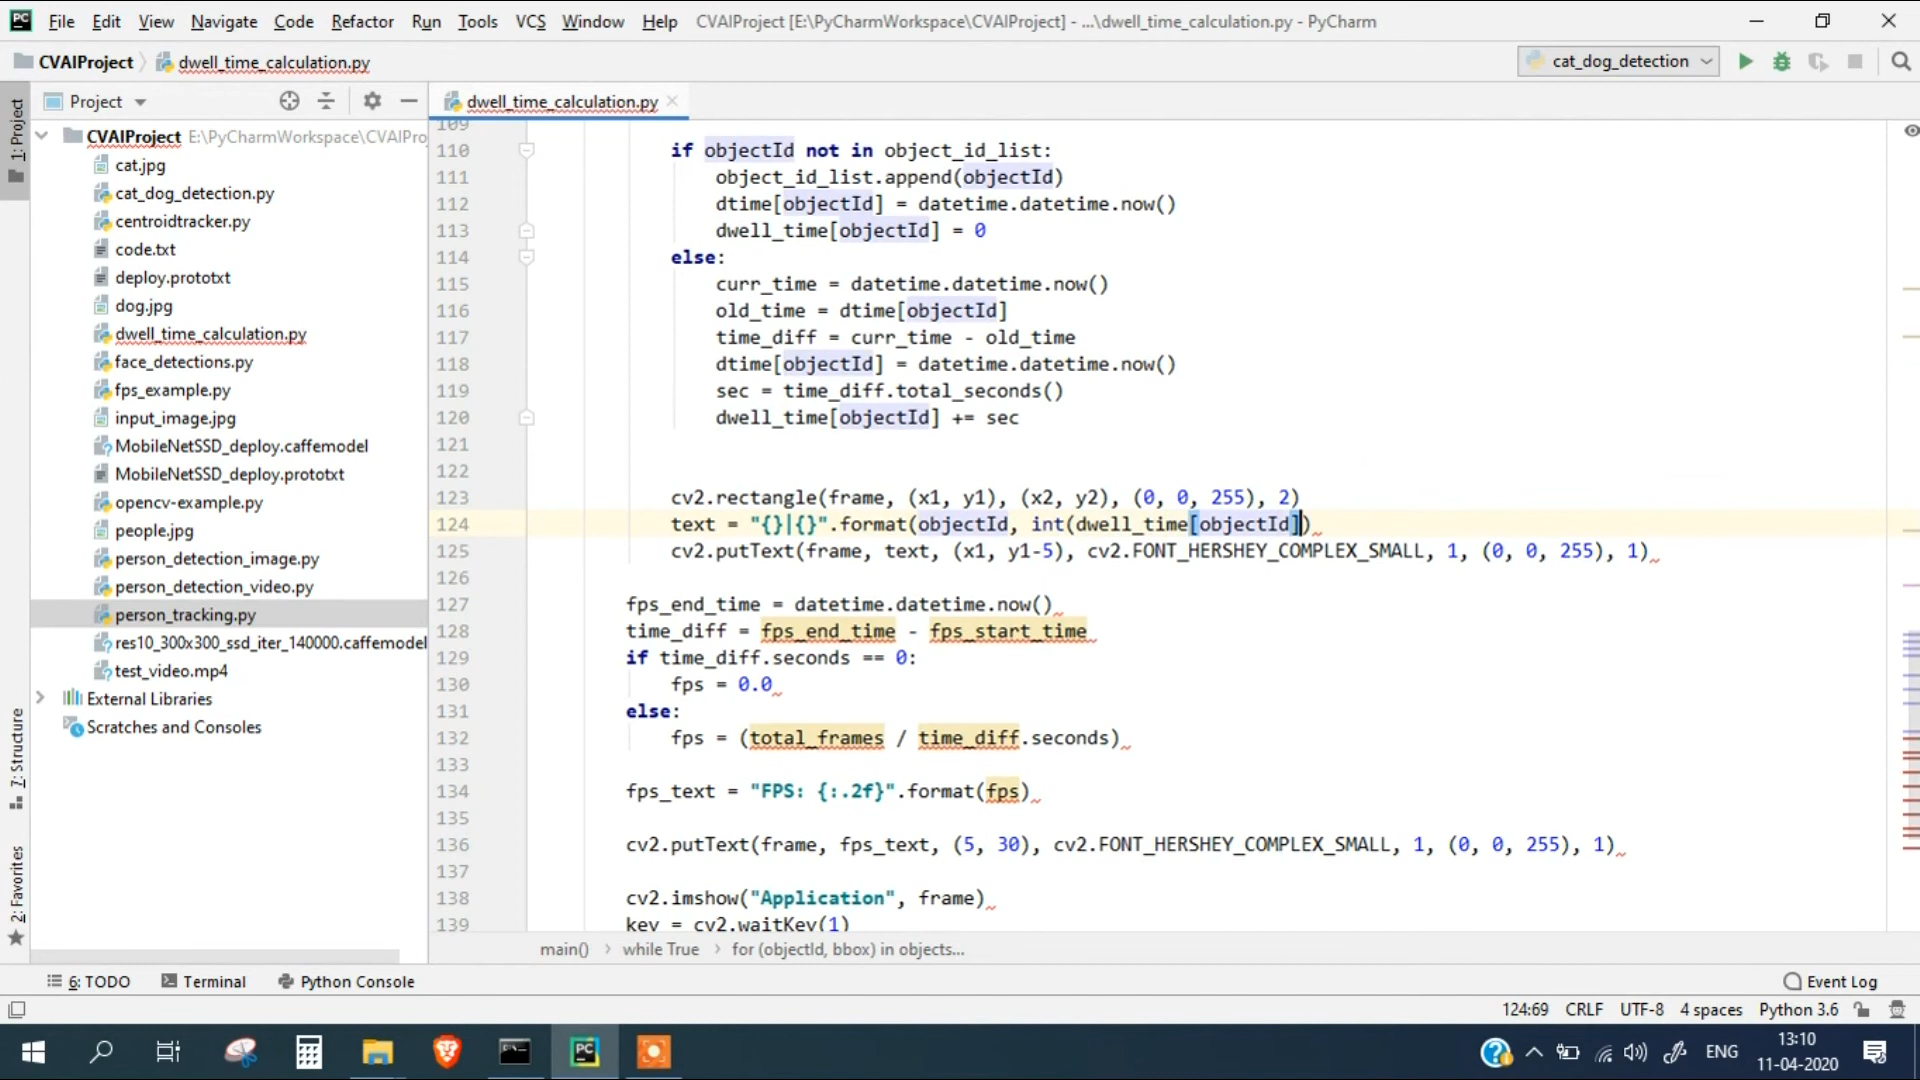 File Edit View Navigate Code Refactor Run Tools VCS Window Help CVAIProject [E:\PyCharmWorkspace\CVAIProject] - ...\dwell_time_calculation.py - PyCharm
CVAIProject dwell_time_calculation.py cat_dog_detection
Project
dwell_time_calculation.py
1: Project
7: Structure
2: Favorites
CVAIProject E:\PyCharmWorkspace\CVAIPro
cat.jpg
cat_dog_detection.py
centroidtracker.py
code.txt
deploy.prototxt
dog.jpg
dwell_time_calculation.py
face_detections.py
fps_example.py
input_image.jpg
MobileNetSSD_deploy.caffemodel
MobileNetSSD_deploy.prototxt
opencv-example.py
people.jpg
person_detection_image.py
person_detection_video.py
person_tracking.py
res10_300x300_ssd_iter_140000.caffemodel
test_video.mp4
External Libraries
Scratches and Consoles
109
110 if objectId not in object_id_list:
111 object_id_list.append(objectId)
112 dtime[objectId] = datetime.datetime.now()
113 dwell_time[objectId] = 0
114 else:
115 curr_time = datetime.datetime.now()
116 old_time = dtime[objectId]
117 time_diff = curr_time - old_time
118 dtime[objectId] = datetime.datetime.now()
119 sec = time_diff.total_seconds()
120 dwell_time[objectId] += sec
121
122
123 cv2.rectangle(frame, (x1, y1), (x2, y2), (0, 0, 255), 2)
124 text = "{}|{}".format(objectId, int(dwell_time[objectId])
125 cv2.putText(frame, text, (x1, y1-5), cv2.FONT_HERSHEY_COMPLEX_SMALL, 1, (0, 0, 255), 1)
126
127 fps_end_time = datetime.datetime.now()
128 time_diff = fps_end_time - fps_start_time
129 if time_diff.seconds == 0:
130 fps = 0.0
131 else:
132 fps = (total_frames / time_diff.seconds)
133
134 fps_text = "FPS: {:.2f}".format(fps)
135
136 cv2.putText(frame, fps_text, (5, 30), cv2.FONT_HERSHEY_COMPLEX_SMALL, 1, (0, 0, 255), 1)
137
138 cv2.imshow("Application", frame)
139 key = cv2.waitKey(1)
main() › while True › for (objectId, bbox) in objects...
6: TODO Terminal Python Console Event Log
124:69 CRLF UTF-8 4 spaces Python 3.6
ENG 13:10
11-04-2020